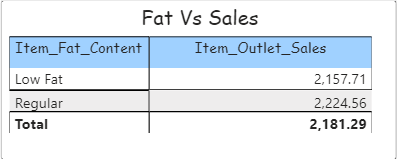 Fat Vs Sales
Item_Fat_Content Item_Outlet_Sales
Low Fat 2,157.71
Regular 2,224.56
Total 2,181.29